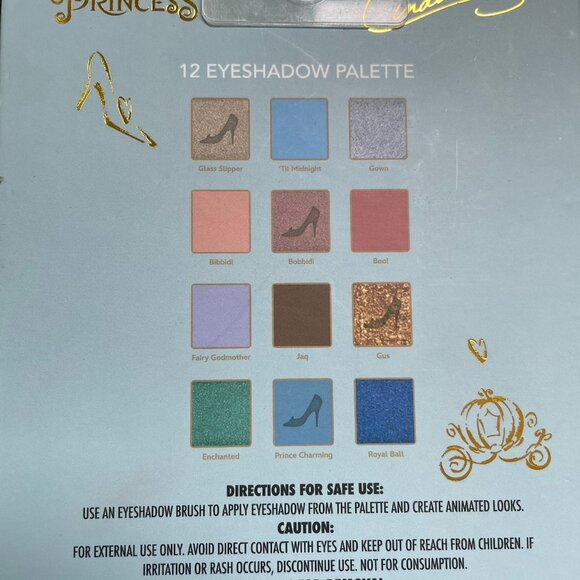 PRINCESS
12 EYESHADOW PALETTE
Glass Slipper 'Til Midnight Gown
Bibbidi Bobbidi Boo!
Fairy Godmother Jaq Gus
Enchanted Prince Charming Royal Ball
DIRECTIONS FOR SAFE USE:
USE AN EYESHADOW BRUSH TO APPLY EYESHADOW FROM THE PALETTE AND CREATE ANIMATED LOOKS.
CAUTION:
FOR EXTERNAL USE ONLY. AVOID DIRECT CONTACT WITH EYES AND KEEP OUT OF REACH FROM CHILDREN. IF
IRRITATION OR RASH OCCURS, DISCONTINUE USE. NOT FOR CONSUMPTION.